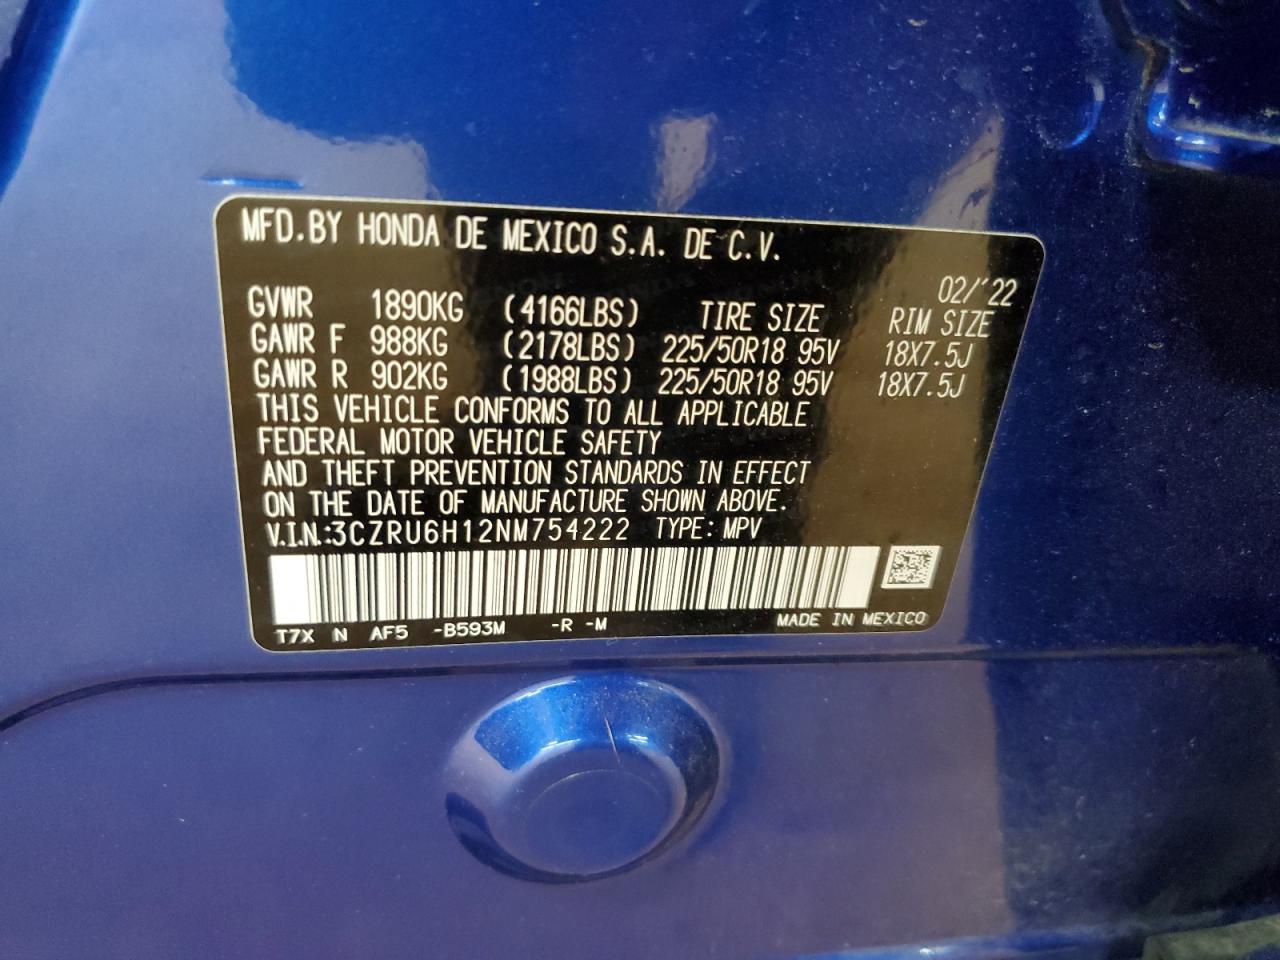 MFD.BY HONDA DE MEXICO S.A. DE C.V.
02/'22
GVWR 1890KG (4166LBS) TIRE SIZE RIM SIZE
GAWR F 988KG (2178LBS) 225/50R18 95V 18X7.5J
GAWR R 902KG (1988LBS) 225/50R18 95V 18X7.5J
THIS VEHICLE CONFORMS TO ALL APPLICABLE
FEDERAL MOTOR VEHICLE SAFETY
AND THEFT PREVENTION STANDARDS IN EFFECT
ON THE DATE OF MANUFACTURE SHOWN ABOVE.
V.I.N.:3CZRU6H12NM754222 TYPE: MPV
T7X N AF5 -B593M -R -M MADE IN MEXICO